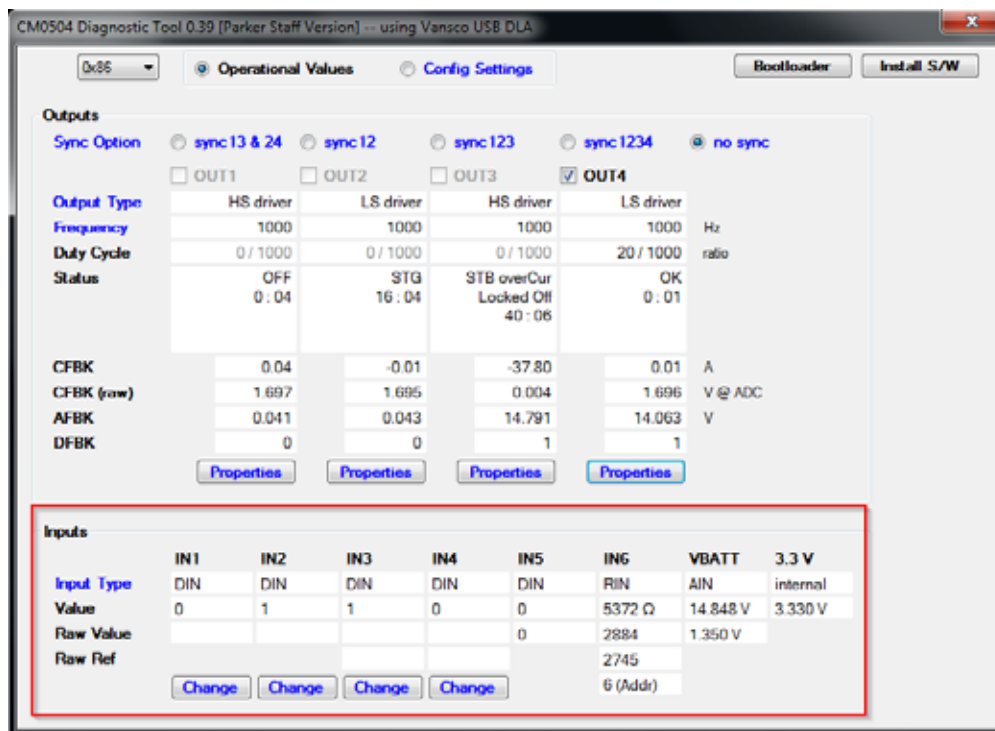 CM0504 Diagnostic Tool 0.39 [Parker Staff Version] -- using Vansco USB DLA
0x86 Operational Values Config Settings Bootloader Install S/W
Outputs
Sync Option sync13 & 24 sync12 sync123 sync1234 no sync
OUT1 OUT2 OUT3 OUT4
Output Type HS driver LS driver HS driver LS driver
Frequency 1000 1000 1000 1000 Hz
Duty Cycle 0 / 1000 0 / 1000 0 / 1000 20 / 1000 ratio
Status OFF STG STB overCur OK
0 : 04 16 : 04 Locked Off 0 : 01
40 : 06
CFBK 0.04 -0.01 -37.80 0.01 A
CFBK (raw) 1.697 1.695 0.004 1.696 V @ ADC
AFBK 0.041 0.043 14.791 14.063 V
DFBK 0 0 1 1
Properties Properties Properties Properties
Inputs
IN1 IN2 IN3 IN4 IN5 IN6 VBATT 3.3 V
Input Type DIN DIN DIN DIN DIN RIN AIN internal
Value 0 1 1 0 0 5372 Ω 14.848 V 3.330 V
Raw Value 0 2884 1.350 V
Raw Ref 2745
Change Change Change Change 6 (Addr)